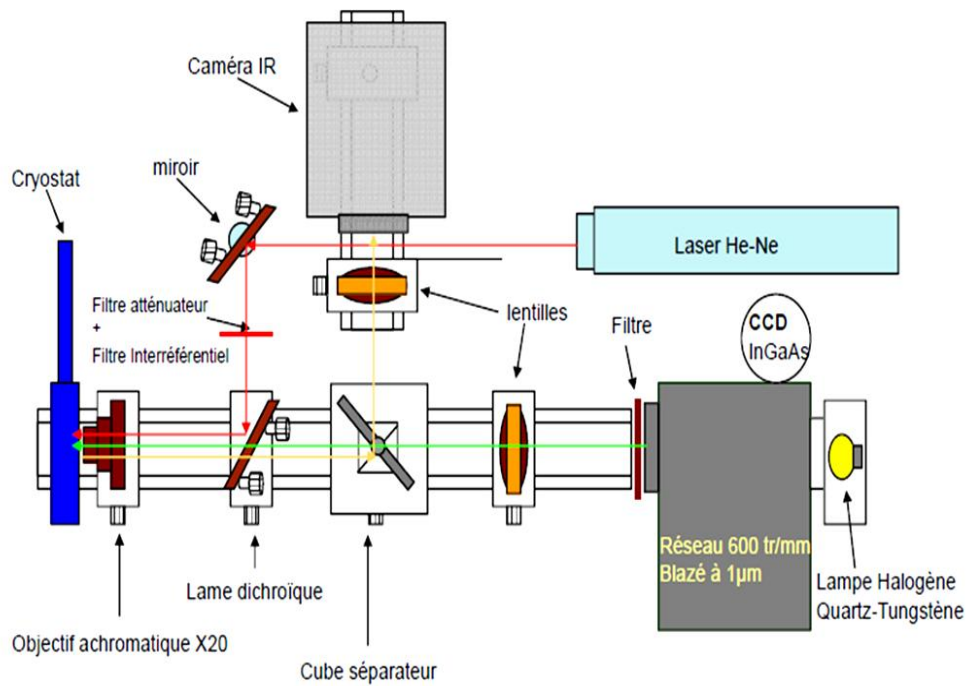 Caméra IR
miroir
Cryostat
Laser He-Ne
Filtre atténuateur
+
Filtre Interréférentiel
lentilles
Filtre
CCD
InGaAs
Réseau 600 tr/mm
Blazé à 1µm
Lame dichroïque
Lampe Halogène
Quartz-Tungstène
Objectif achromatique X20
Cube séparateur